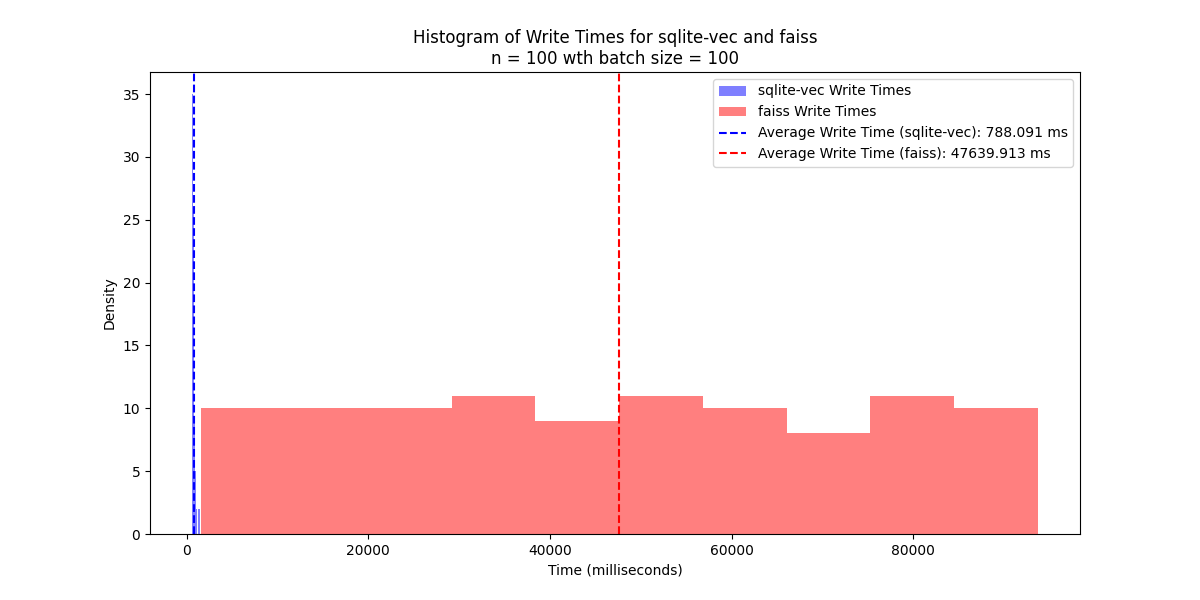 Histogram of Write Times for sqlite-vec and faiss
n = 100 wth batch size = 100
sqlite-vec Write Times
faiss Write Times
Average Write Time (sqlite-vec): 788.091 ms
Average Write Time (faiss): 47639.913 ms
Density
35
30
25
20
15
10
5
0
0 20000 40000 60000 80000
Time (milliseconds)